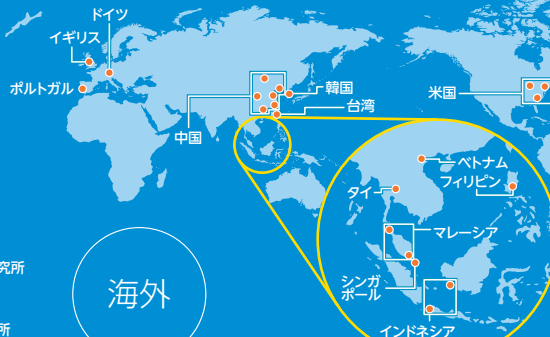 ドイツ
イギリス
ポルトガル
韓国
台湾
米国
中国
ベトナム
フィリピン
タイ
マレーシア
シンガ
ポール
インドネシア
究所
海外
所